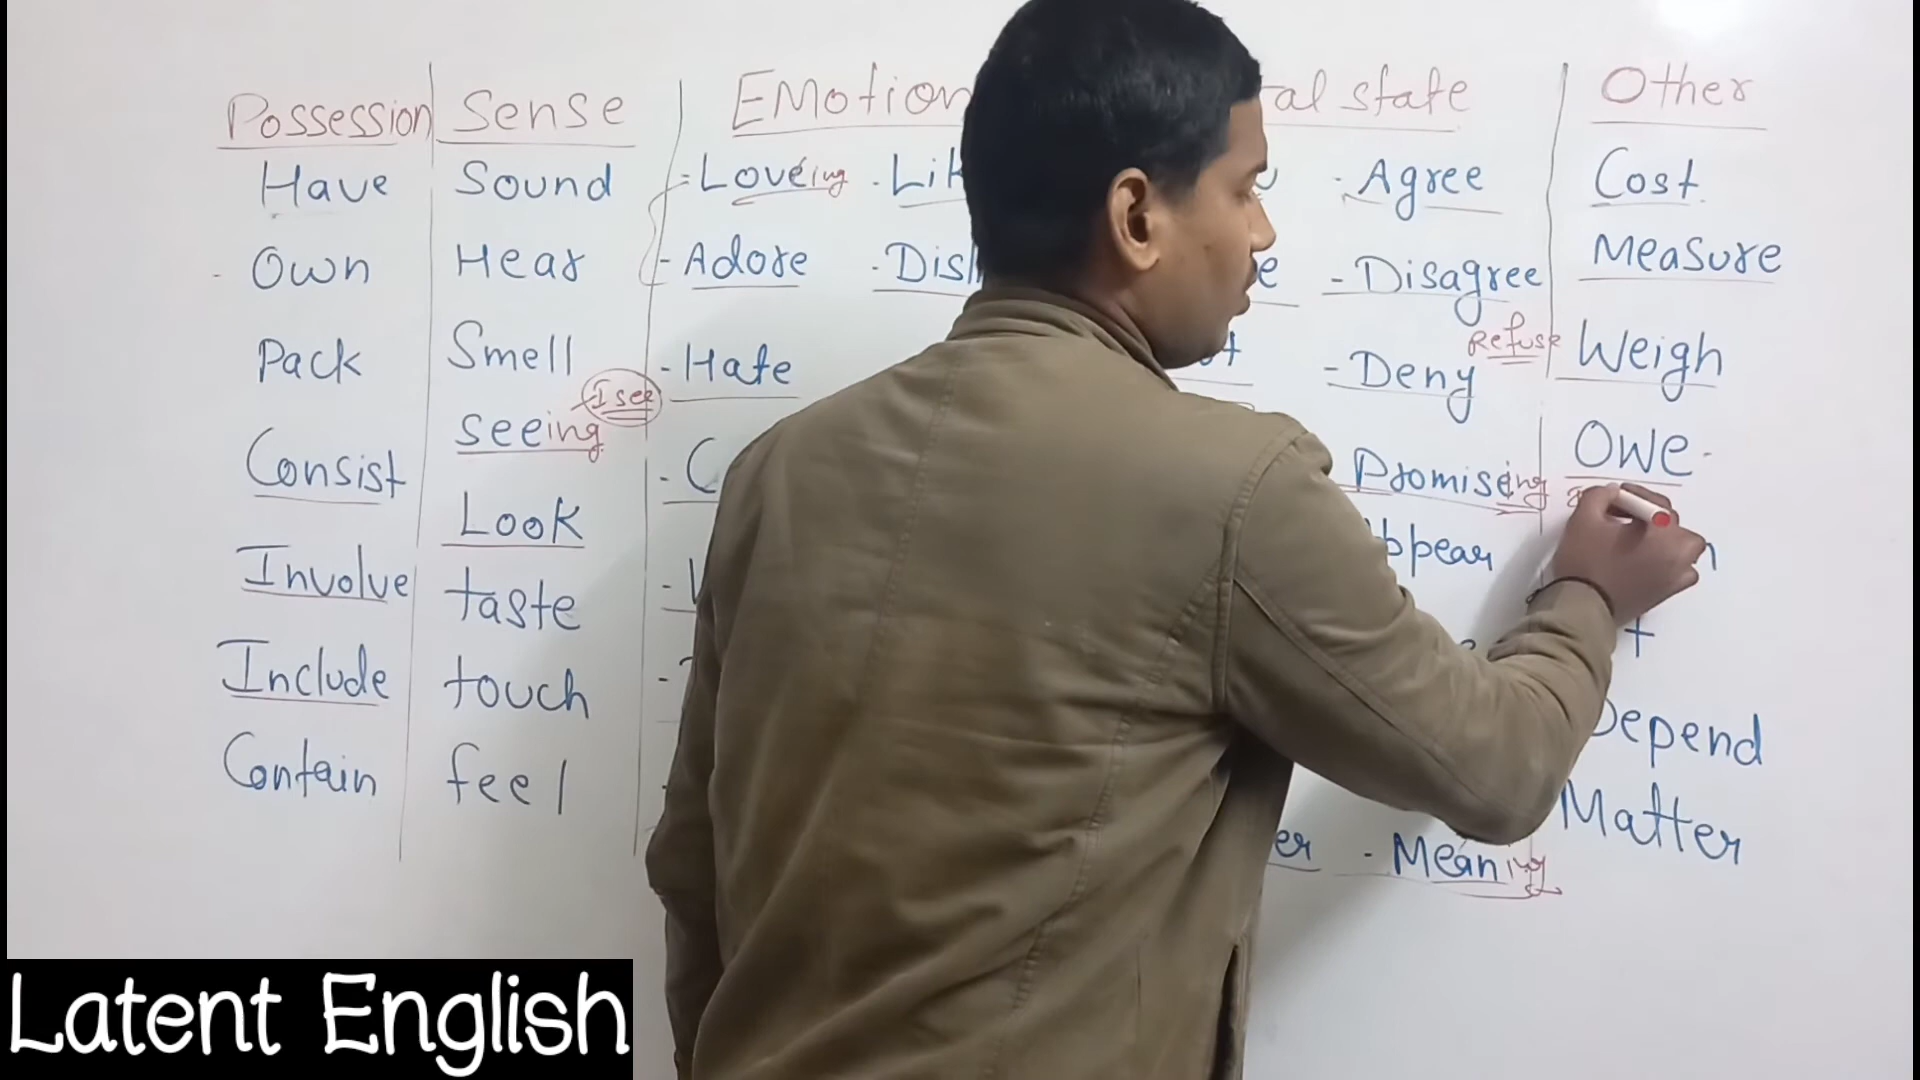 Possession Sense EMotion tal state Other
Have Sound - Loveing . Lik - Agree Cost
- Own Hear - Adore . Disl - Disagree Measure
Refuse
Pack Smell - Hate - Deny Weigh
I see
Consist seeing Promising Owe
Look
Involve taste Appear
Include touch Depend
Contain feel Matter
er - Meaning
Latent English